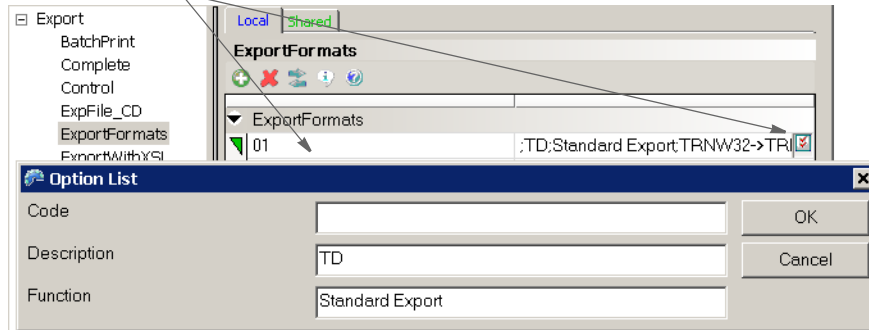 Export
BatchPrint
Complete
Control
ExpFile_CD
ExportFormats
ExportWithXSL
Local Shared
ExportFormats
ExportFormats
01 ;TD;Standard Export;TRNW32->TRI
Option List
Code
OK
Description TD
Cancel
Function Standard Export